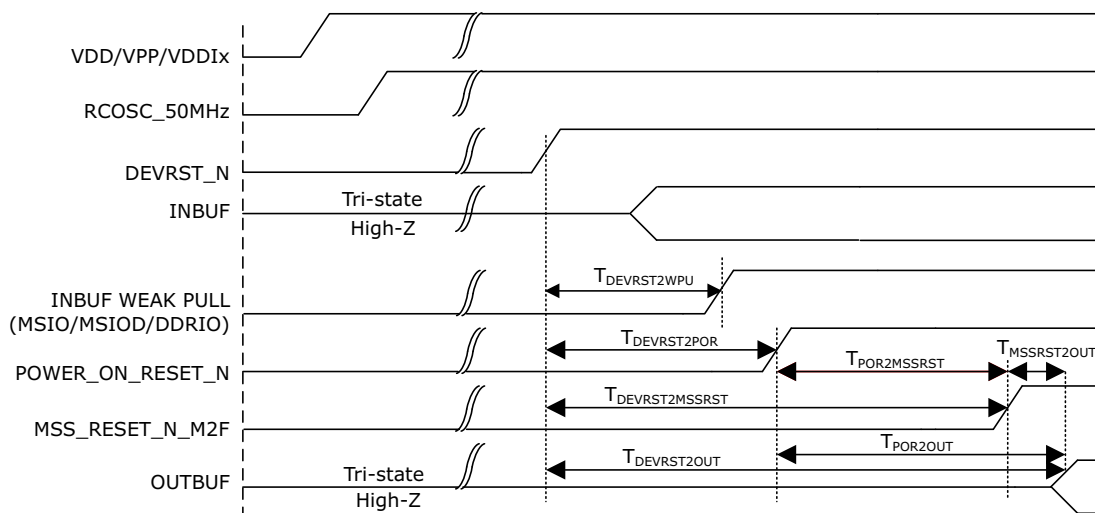 VDD/VPP/VDDIx
RCOSC_50MHz
DEVRST_N
Tri-state
INBUF
High-Z
TDEVRST2WPU
INBUF WEAK PULL
(MSIO/MSIOD/DDRIO)
TDEVRST2POR
TMSSRST2OUT
TPOR2MSSRST
POWER_ON_RESET_N
TDEVRST2MSSRST
MSS_RESET_N_M2F
TPOR2OUT
TDEVRST2OUT
Tri-state
OUTBUF
High-Z